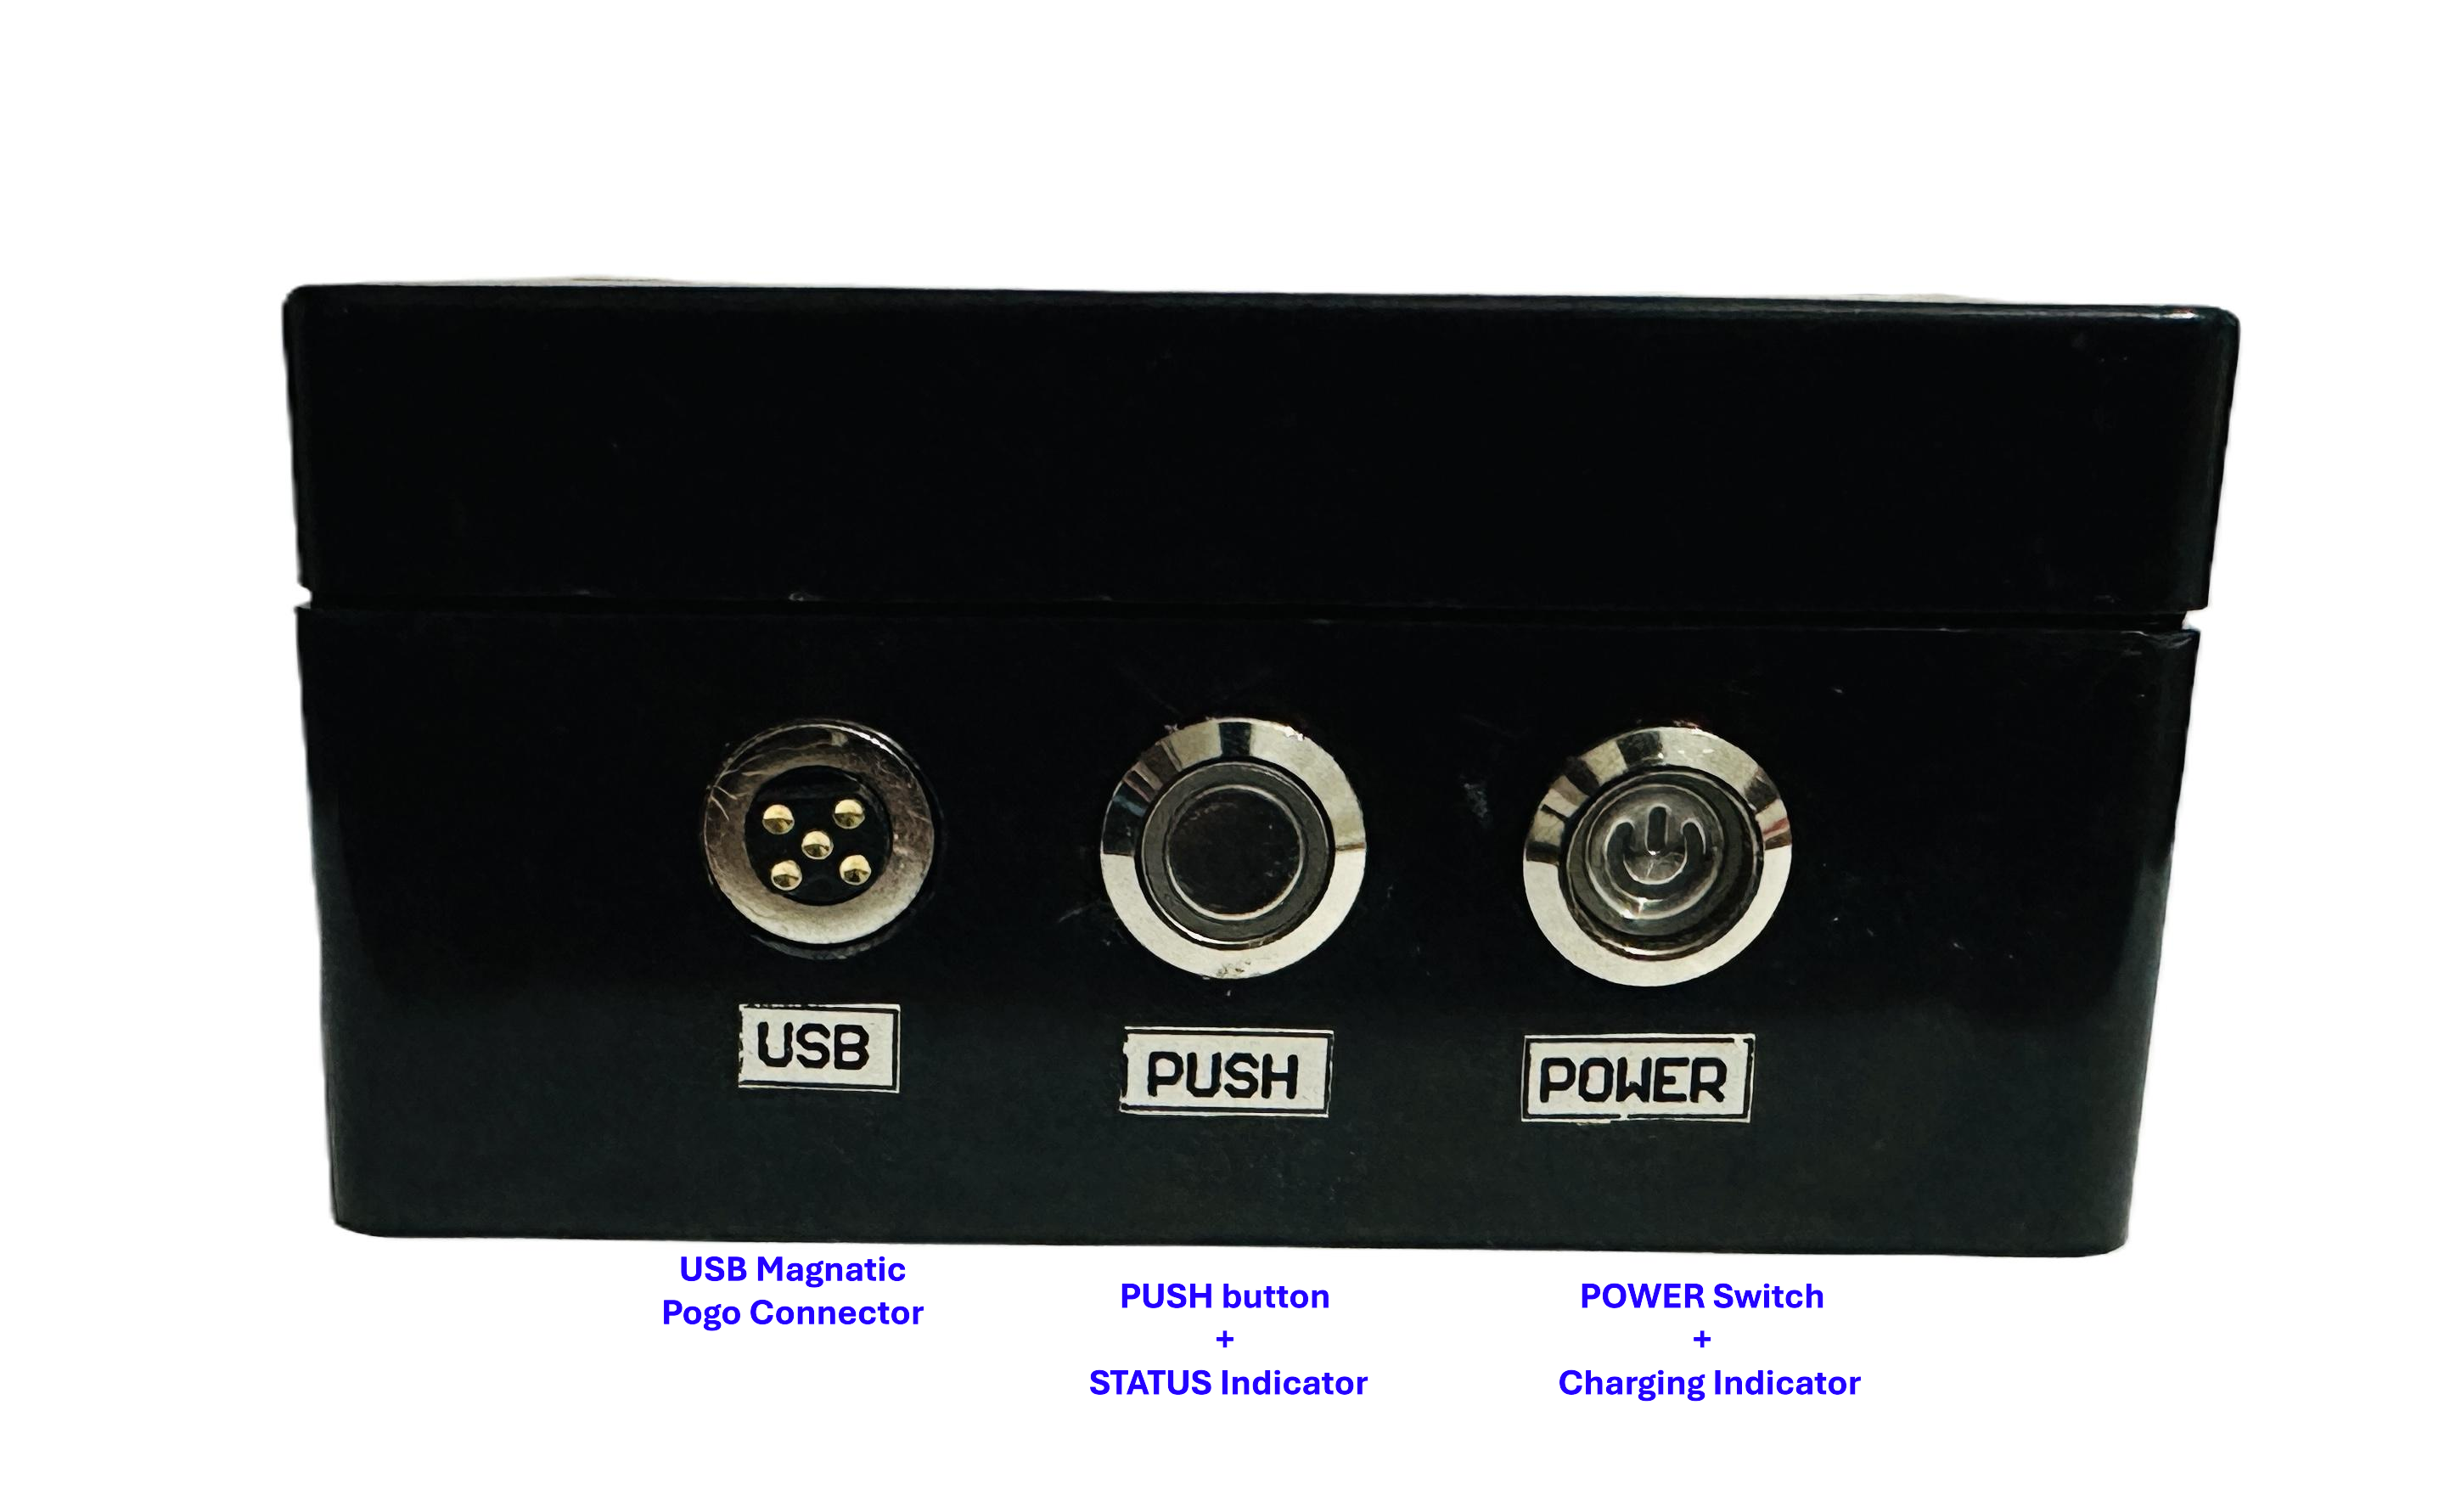 USB
PUSH
POWER
USB Magnatic
Pogo Connector
PUSH button
+
STATUS Indicator
POWER Switch
+
Charging Indicator